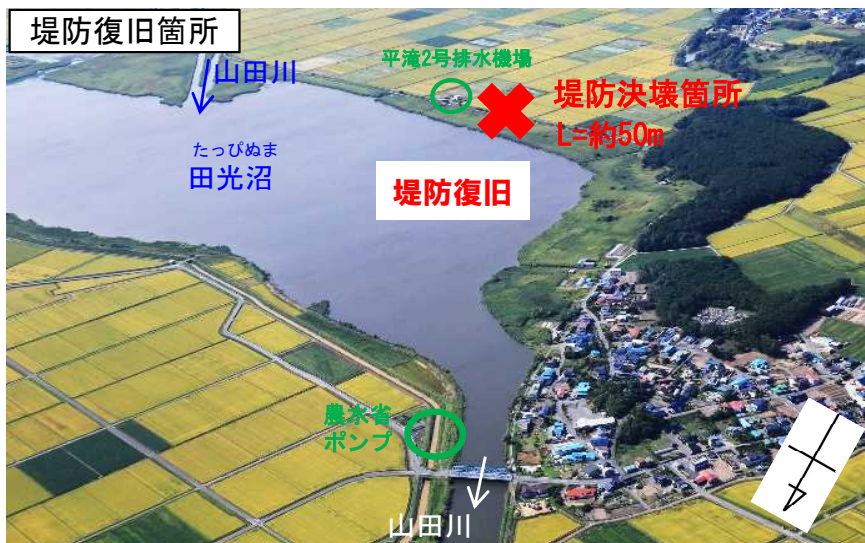 堤防復旧箇所
山田川
平滝2号排水機場
堤防決壊箇所
L=約50m
たっぴぬま
田光沼
堤防復旧
農水省
ポンプ
山田川